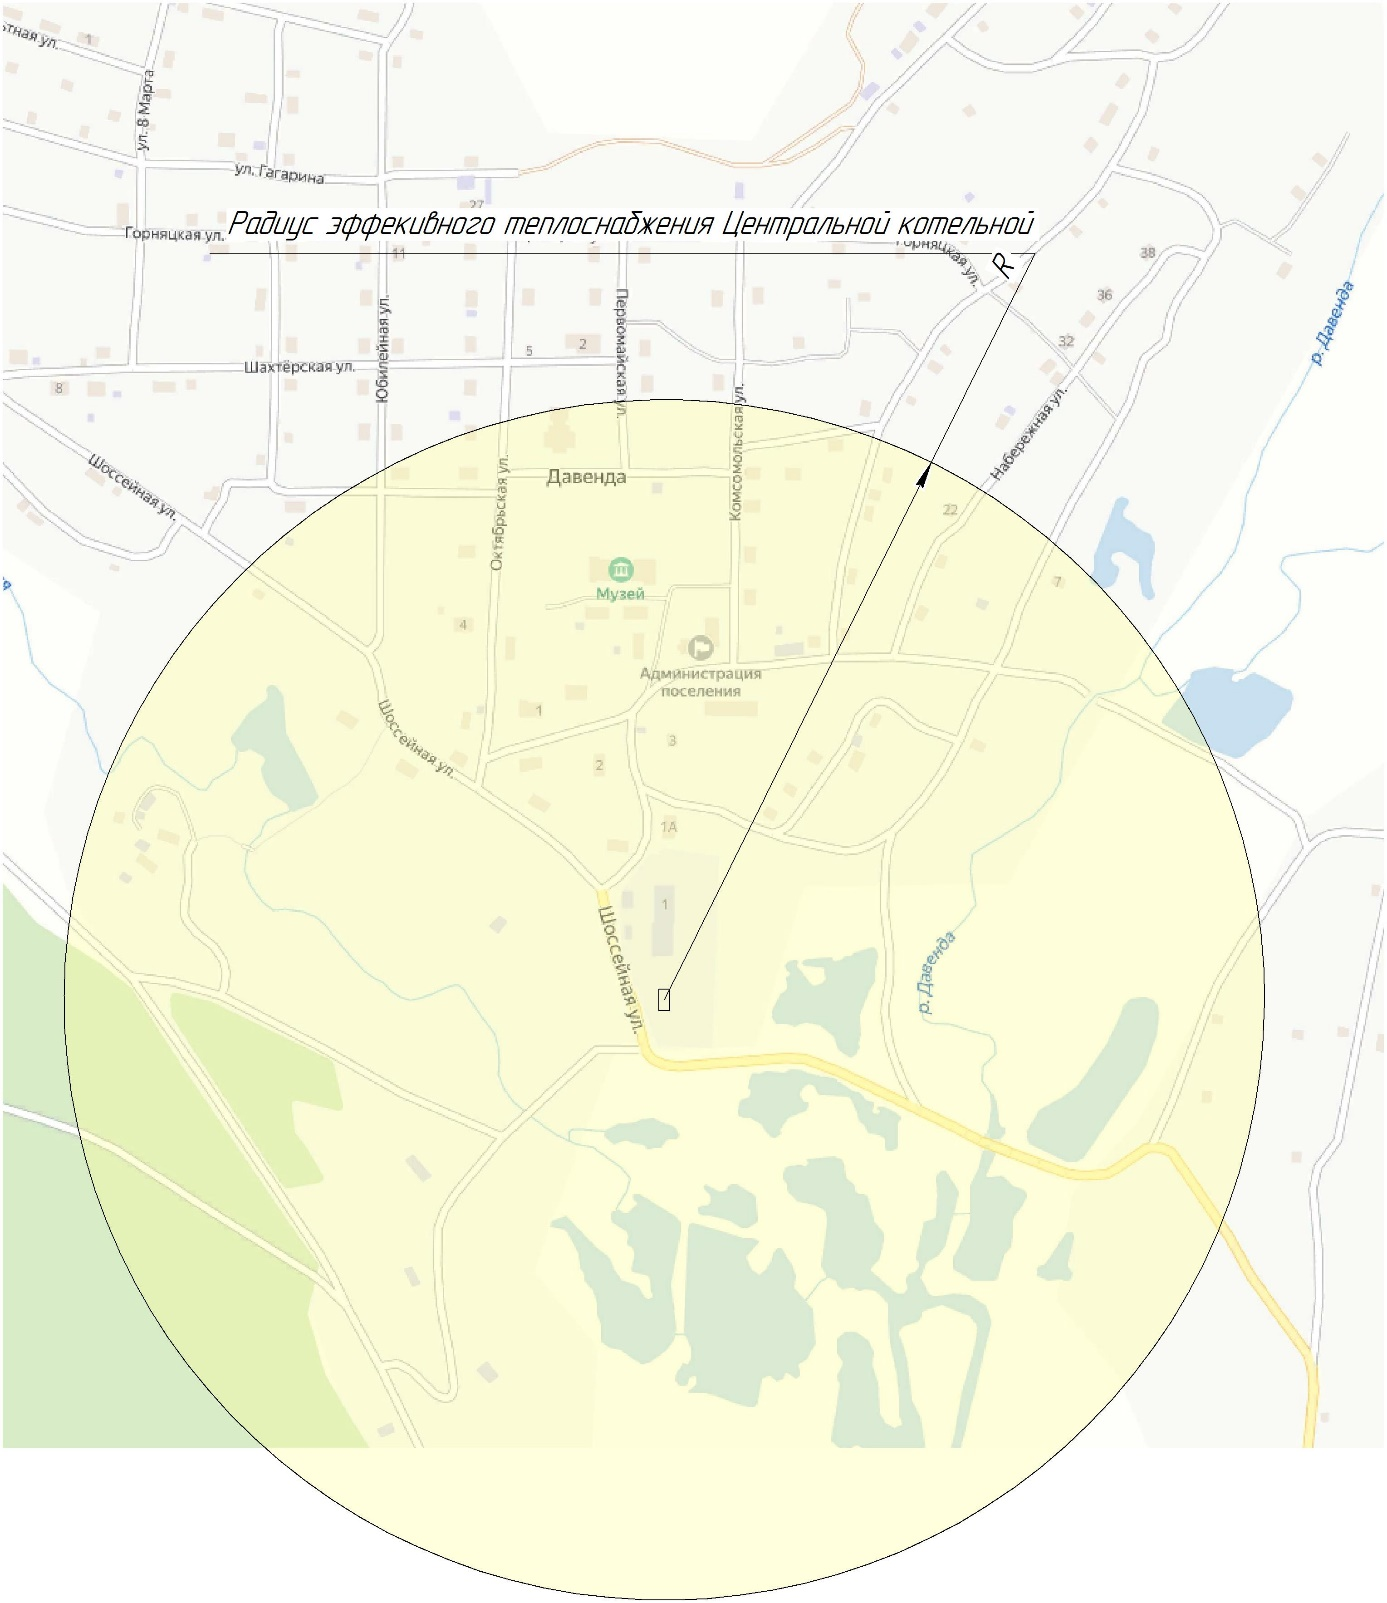 тная ул.
1
ул. 8 Марта
ул. Гагарина
27
Горняцкая ул.
Радиус эффекивного теплоснабжения Центральной котельной
11
Горняцкая ул.
R
38
36
р. Давенда
Юбилейная ул.
Первомайская ул.
32
5
2
Шахтёрская ул.
8
Комсомольская ул.
Набережная ул.
Шоссейная ул.
Давенда
Октябрьская ул.
22
Музей
7
4
Администрация
поселения
Шоссейная ул.
1
3
2
1А
1
Шоссейная ул.
р. Давенда